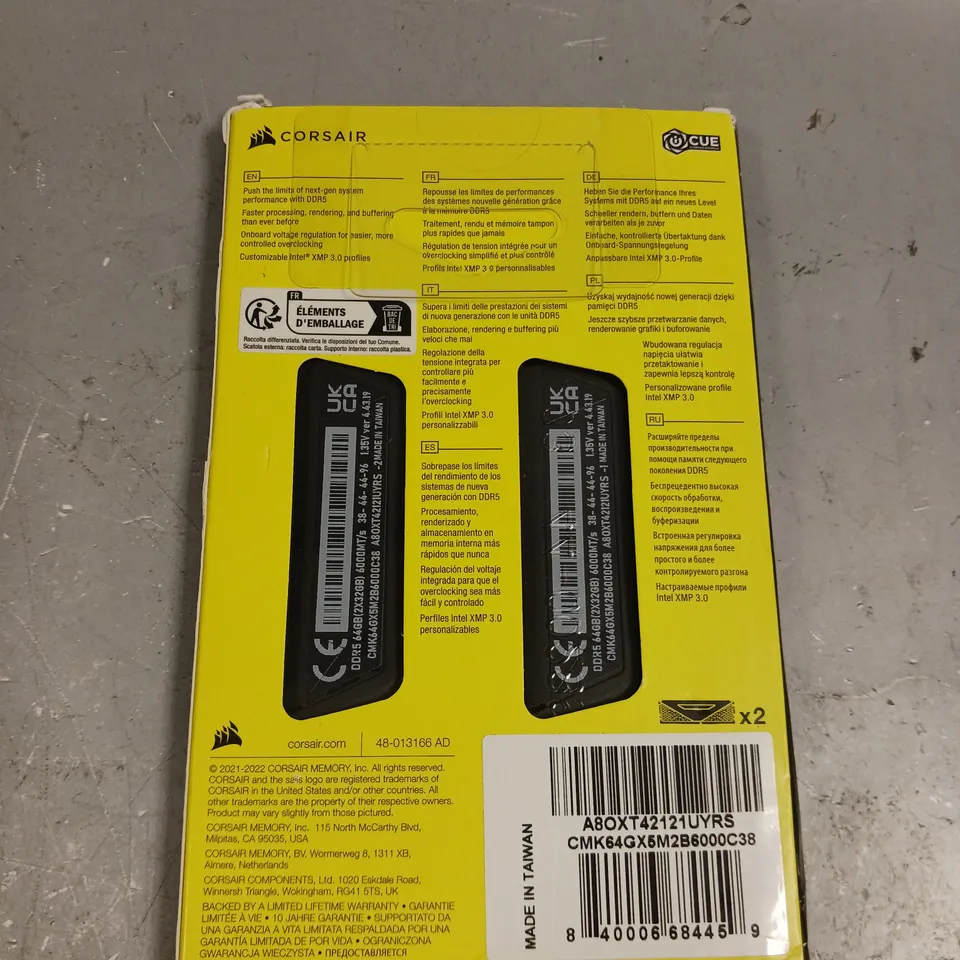 CORSAIR
iCUE
EN
Push the limits of next-gen system
performance with DDR5
Faster processing, rendering, and buffering
than ever before
Onboard voltage regulation for easier, more
controlled overclocking
Customizable Intel® XMP 3.0 profiles
FR
Repousse les limites de performances
des systèmes nouvelle génération grâce
à la mémoire DDR5
Traitement, rendu et mémoire tampon
plus rapides que jamais
Régulation de tension intégrée pour un
overclocking simplifié et plus contrôlé
Profils Intel XMP 3.0 personnalisables
DE
Heben Sie die Performance Ihres
Systems mit DDR5 auf ein neues Level
Schneller rendern, puffern und Daten
verarbeiten als je zuvor
Einfache, kontrollierte Übertaktung dank
Onboard-Spannungsregelung
Anpassbare Intel XMP 3.0-Profile
FR
ÉLÉMENTS
D'EMBALLAGE
BAC
DE
TRI
Raccolta differenziata. Verifica le disposizioni del tuo Comune.
Scatola esterna: raccolta carta. Supporto interno: raccolta plastica.
IT
Supera i limiti delle prestazioni dei sistemi
di nuova generazione con le unità DDR5
Elaborazione, rendering e buffering più
veloci che mai
Regolazione della
tensione integrata per
controllare più
facilmente e
precisamente
l'overclocking
Profili Intel XMP 3.0
personalizzabili
PL
Uzyskaj wydajność nowej generacji dzięki
pamięci DDR5
Jeszcze szybsze przetwarzanie danych,
renderowanie grafiki i buforowanie
Wbudowana regulacja
napięcia ułatwia
przetaktowanie i
zapewnia lepszą kontrolę
Personalizowane profile
Intel XMP 3.0
ES
Sobrepase los límites
del rendimiento de los
sistemas de nueva
generación con DDR5
Procesamiento,
renderizado y
almacenamiento en
memoria interna más
rápidos que nunca
Regulación del voltaje
integrada para que el
overclocking sea más
fácil y controlado
Perfiles Intel XMP 3.0
personalizables
RU
Расширяйте пределы
производительности при
помощи памяти следующего
поколения DDR5
Беспрецедентно высокая
скорость обработки,
воспроизведения и
буферизации
Встроенная регулировка
напряжения для более
простого и более
контролируемого разгона
Настраиваемые профили
Intel XMP 3.0
UK
CA
CE
DDR5 64GB(2X32GB) 6000MT/s 38-44-44-96 1.35V ver 4.43.19
CMK64GX5M2B6000C38 A8OXT42121UYRS -2 MADE IN TAIWAN
UK
CA
CE
DDR5 64GB(2X32GB) 6000MT/s 38-44-44-96 1.35V ver 4.43.19
CMK64GX5M2B6000C38 A8OXT42121UYRS -1 MADE IN TAIWAN
x2
corsair.com
48-013166 AD
© 2021-2022 CORSAIR MEMORY, Inc. All rights reserved.
CORSAIR and the sails logo are registered trademarks of
CORSAIR in the United States and/or other countries. All
other trademarks are the property of their respective owners.
Product may vary slightly from those pictured.
CORSAIR MEMORY, Inc. 115 North McCarthy Blvd,
Milpitas, CA 95035, USA
CORSAIR MEMORY, BV. Wormerweg 8, 1311 XB,
Almere, Netherlands
CORSAIR COMPONENTS, Ltd. 1020 Eskdale Road,
Winnersh Triangle, Wokingham, RG41 5TS, UK
BACKED BY A LIMITED LIFETIME WARRANTY • GARANTIE
LIMITÉE À VIE • 10 JAHRE GARANTIE • SUPPORTATO DA
UNA GARANZIA A VITA LIMITATA RESPALDADA POR UNA
GARANTÍA LIMITADA DE POR VIDA • OGRANICZONA
GWARANCJA WIECZYSTA • ПРЕДОСТАВЛЯЕТСЯ
MADE IN TAIWAN
A8OXT42121UYRS
CMK64GX5M2B6000C38
8 40006 68445 9